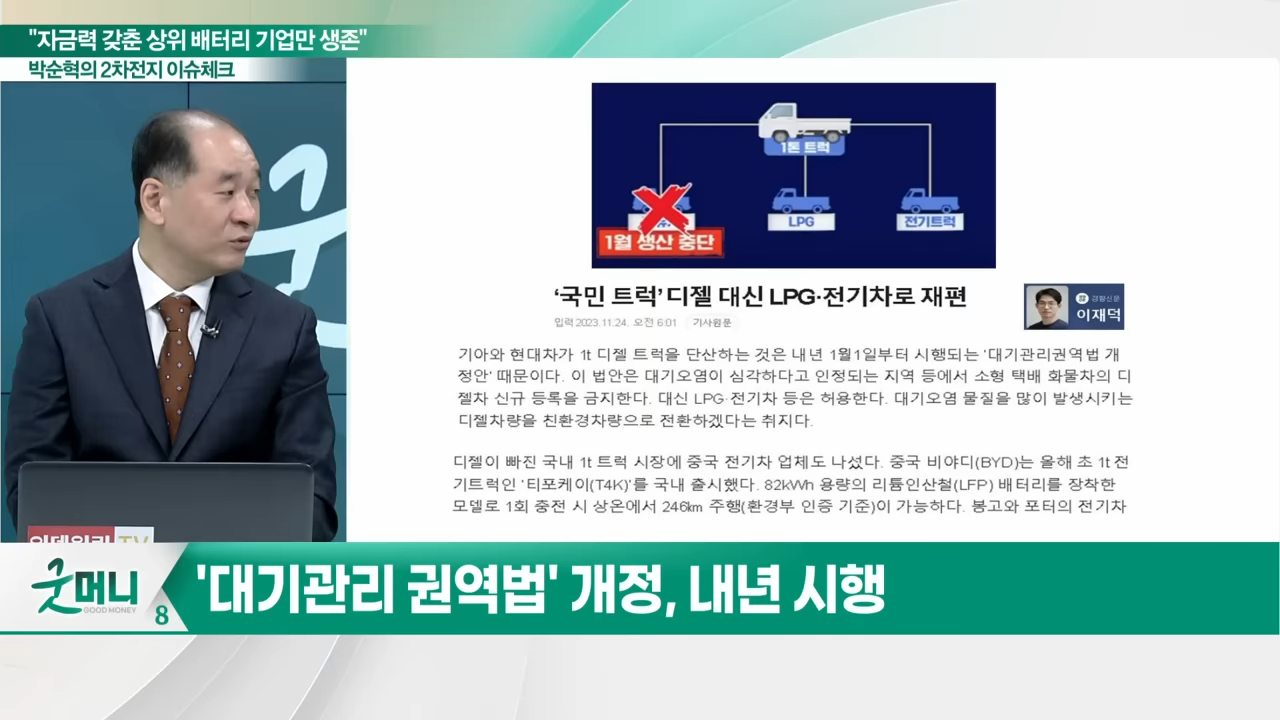 "자금력 갖춘 상위 배터리 기업만 생존"
박순혁의 2차전지 이슈체크
1톤 트럭
1월 생산 중단
LPG
전기트럭
'국민 트럭' 디젤 대신 LPG·전기차로 재편
입력 2023.11.24. 오전 6:01 기사원문
경향신문
이재덕
기아와 현대차가 1t 디젤 트럭을 단산하는 것은 내년 1월1일부터 시행되는 '대기관리권역법 개
정안' 때문이다. 이 법안은 대기오염이 심각하다고 인정되는 지역 등에서 소형 택배 화물차의 디
젤차 신규 등록을 금지한다. 대신 LPG·전기차 등은 허용한다. 대기오염 물질을 많이 발생시키는
디젤차량을 친환경차량으로 전환하겠다는 취지다.
디젤이 빠진 국내 1t 트럭 시장에 중국 전기차 업체도 나섰다. 중국 비야디(BYD)는 올해 초 1t 전
기트럭인 '티포케이(T4K)'를 국내 출시했다. 82kWh 용량의 리튬인산철(LFP) 배터리를 장착한
모델로 1회 충전 시 상온에서 246km 주행(환경부 인증 기준)이 가능하다. 봉고와 포터의 전기차
TV
굿머니
GOOD MONEY
8
'대기관리 권역법' 개정, 내년 시행